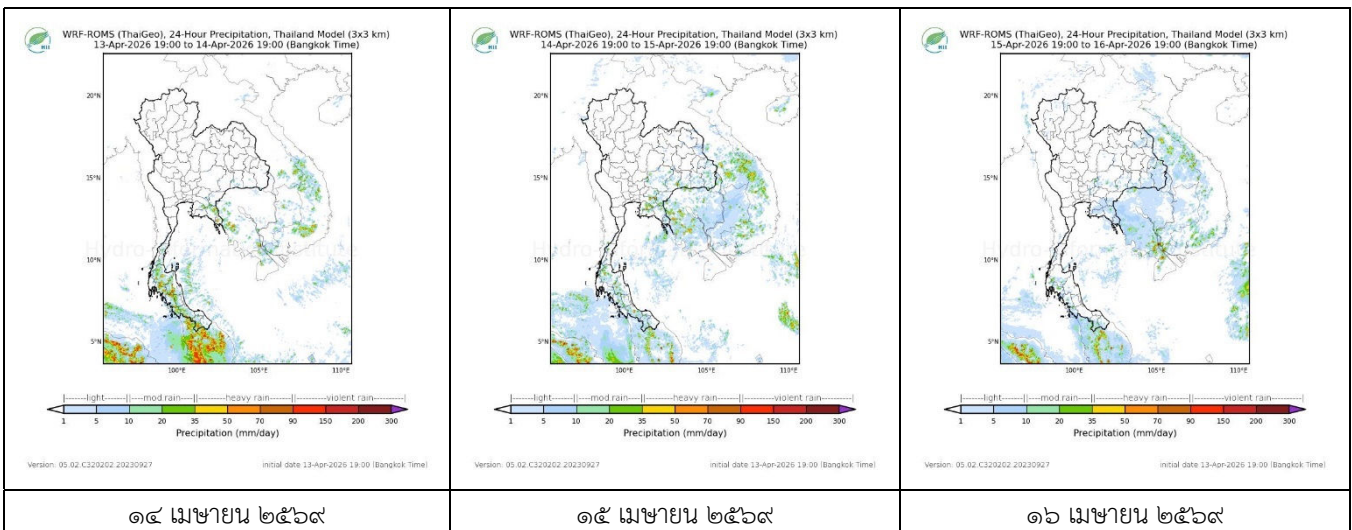 WRF-ROMS (ThaiGeo), 24-Hour Precipitation, Thailand Model (3x3 km)
13-Apr-2026 19:00 to 14-Apr-2026 19:00 (Bangkok Time)
20°N
15°N
10°N
5°N
100°E 105°E 110°E
|-------light-------||----mod.rain----||-------heavy rain-------||-------violent rain-------|
1 5 10 20 35 50 70 90 150 200 300
Precipitation (mm/day)
Version: 05.02.C320202.20230927 initial date 13-Apr-2026 19:00 (Bangkok Time)
๑๔ เมษายน ๒๕๖๙
WRF-ROMS (ThaiGeo), 24-Hour Precipitation, Thailand Model (3x3 km)
14-Apr-2026 19:00 to 15-Apr-2026 19:00 (Bangkok Time)
20°N
15°N
10°N
5°N
100°E 105°E 110°E
|-------light-------||----mod.rain----||-------heavy rain-------||-------violent rain-------|
1 5 10 20 35 50 70 90 150 200 300
Precipitation (mm/day)
Version: 05.02.C320202.20230927 initial date 13-Apr-2026 19:00 (Bangkok Time)
๑๕ เมษายน ๒๕๖๙
WRF-ROMS (ThaiGeo), 24-Hour Precipitation, Thailand Model (3x3 km)
15-Apr-2026 19:00 to 16-Apr-2026 19:00 (Bangkok Time)
20°N
15°N
10°N
5°N
100°E 105°E 110°E
|-------light-------||----mod.rain----||-------heavy rain-------||-------violent rain-------|
1 5 10 20 35 50 70 90 150 200 300
Precipitation (mm/day)
Version: 05.02.C320202.20230927 initial date 13-Apr-2026 19:00 (Bangkok Time)
๑๖ เมษายน ๒๕๖๙